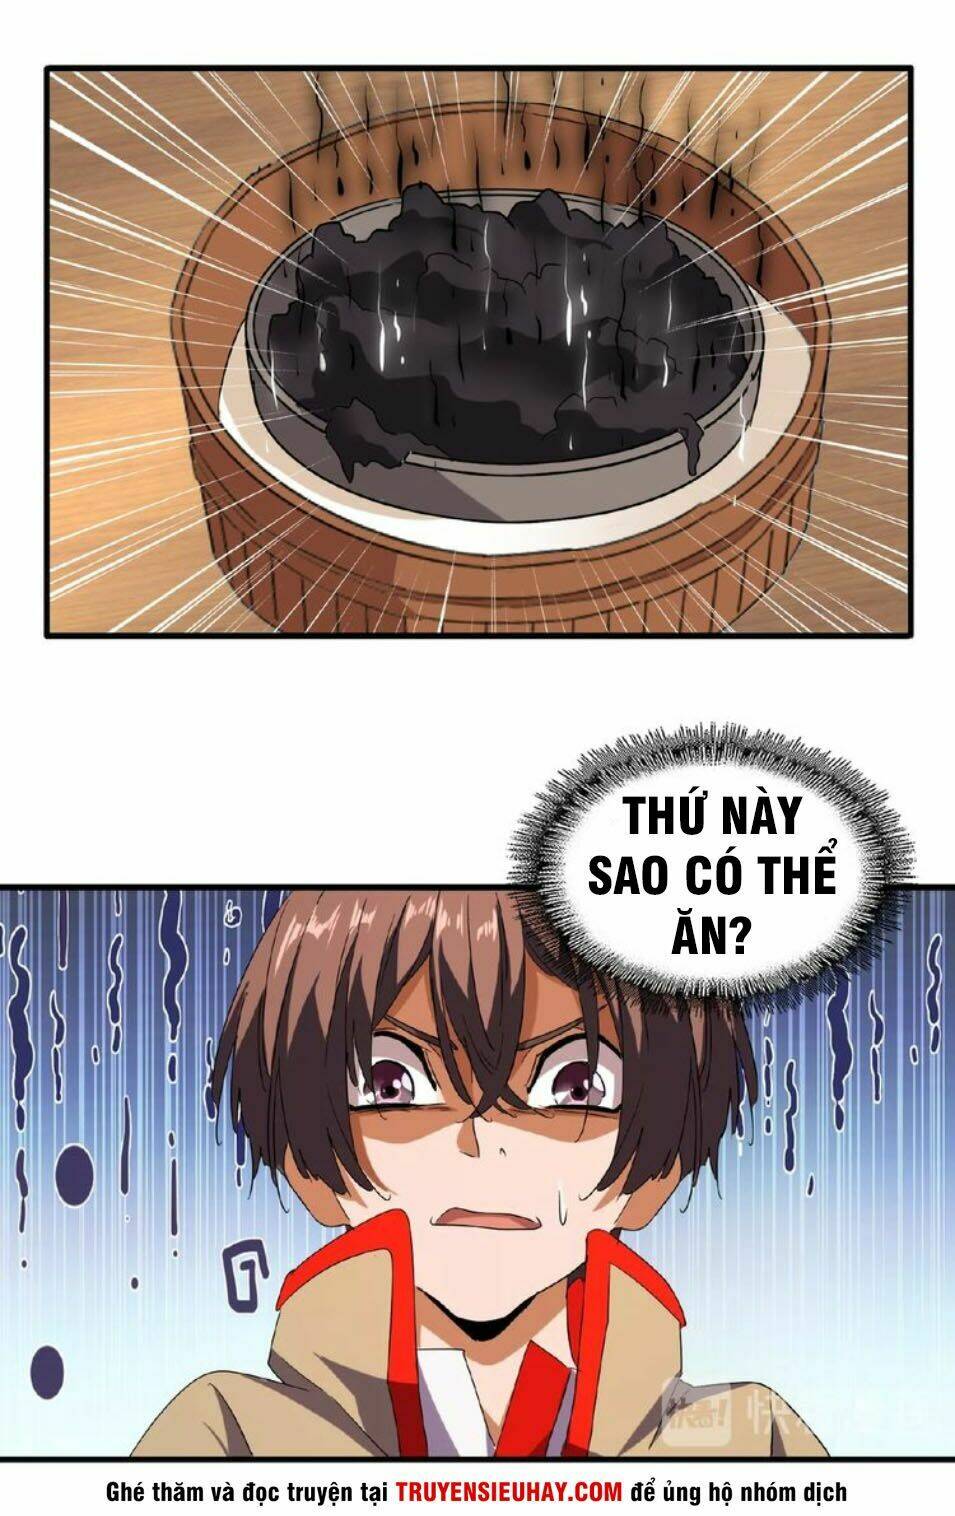 THỨ NÀY
SAO CÓ THỂ
ĂN?
Ghé thăm và đọc truyện tại TRUYENSIEUHAY.COM để ủng hộ nhóm dịch